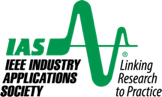 IAS
IEEE INDUSTRY
APPLICATIONS
SOCIETY
®
Linking
Research
to Practice